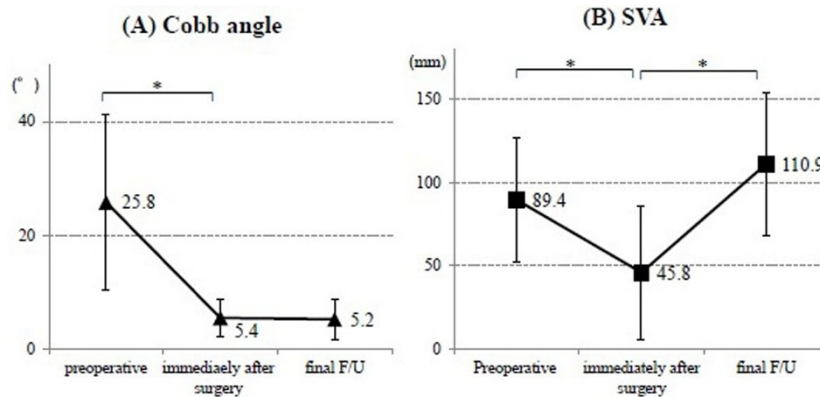 (A) Cobb angle
(°)
*
40
20
0
25.8
5.4
5.2
preoperative
immediaely after
surgery
final F/U
(B) SVA
(mm)
*
*
150
100
50
0
89.4
45.8
110.9
Preoperative
immediately after
surgery
final F/U